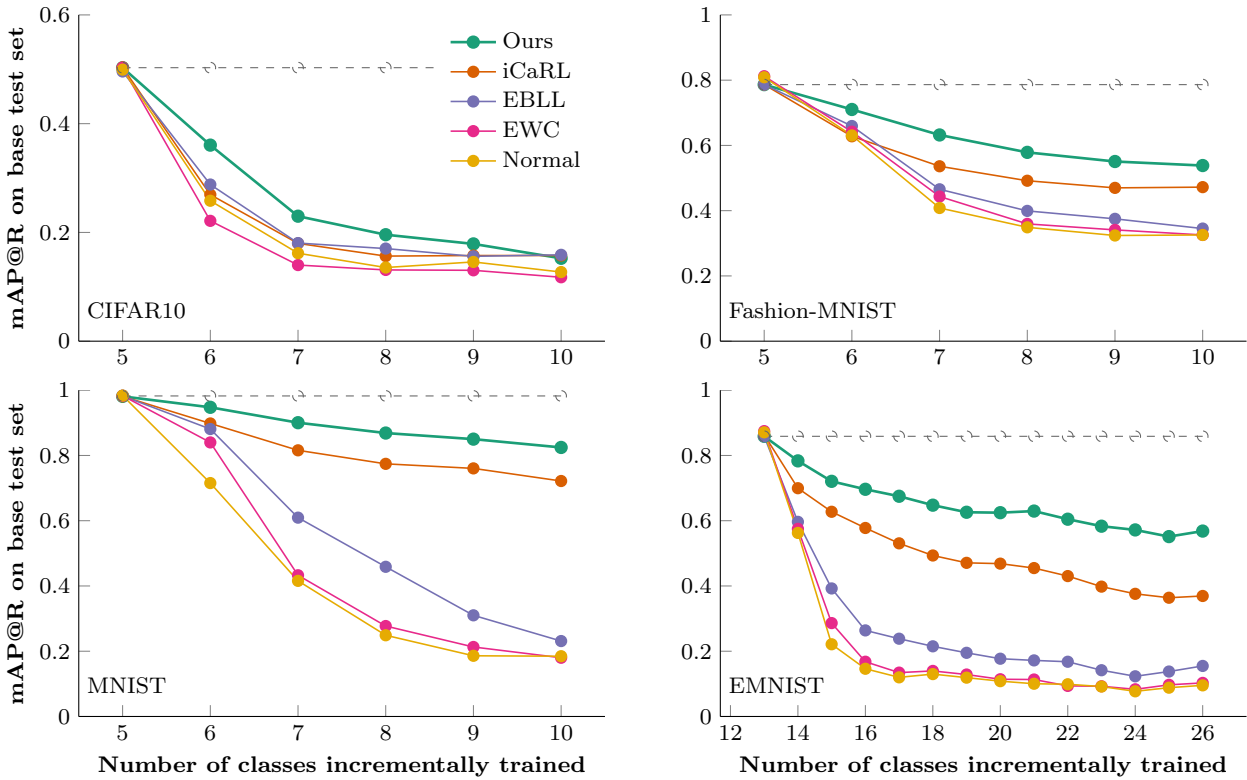 mAP@R on base test set
0.6
0.4
0.2
0
Ours
iCaRL
EBLL
EWC
Normal
CIFAR10
5 6 7 8 9 10
1
0.8
0.6
0.4
0.2
0
Fashion-MNIST
5 6 7 8 9 10
mAP@R on base test set
1
0.8
0.6
0.4
0.2
0
MNIST
5 6 7 8 9 10
Number of classes incrementally trained
1
0.8
0.6
0.4
0.2
0
EMNIST
12 14 16 18 20 22 24 26
Number of classes incrementally trained